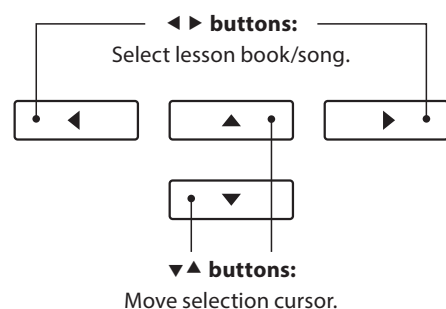 ◀ ▶ buttons:
Select lesson book/song.
◀ ▲ ▶
▼
▼▲ buttons:
Move selection cursor.